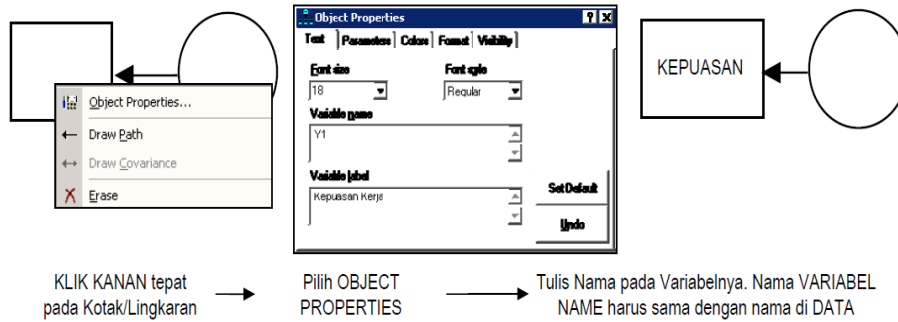 Object Properties...
Draw Path
Draw Covariance
Erase
Object Properties
Text Parameters Colors Format Visibility
Font size Font style
18 Regular
Variable name
Y1
Variable label
Kepuasan Kerja
Set Default
Undo
KEPUASAN
KLIK KANAN tepat
pada Kotak/Lingkaran
Pilih OBJECT
PROPERTIES
Tulis Nama pada Variabelnya. Nama VARIABEL
NAME harus sama dengan nama di DATA